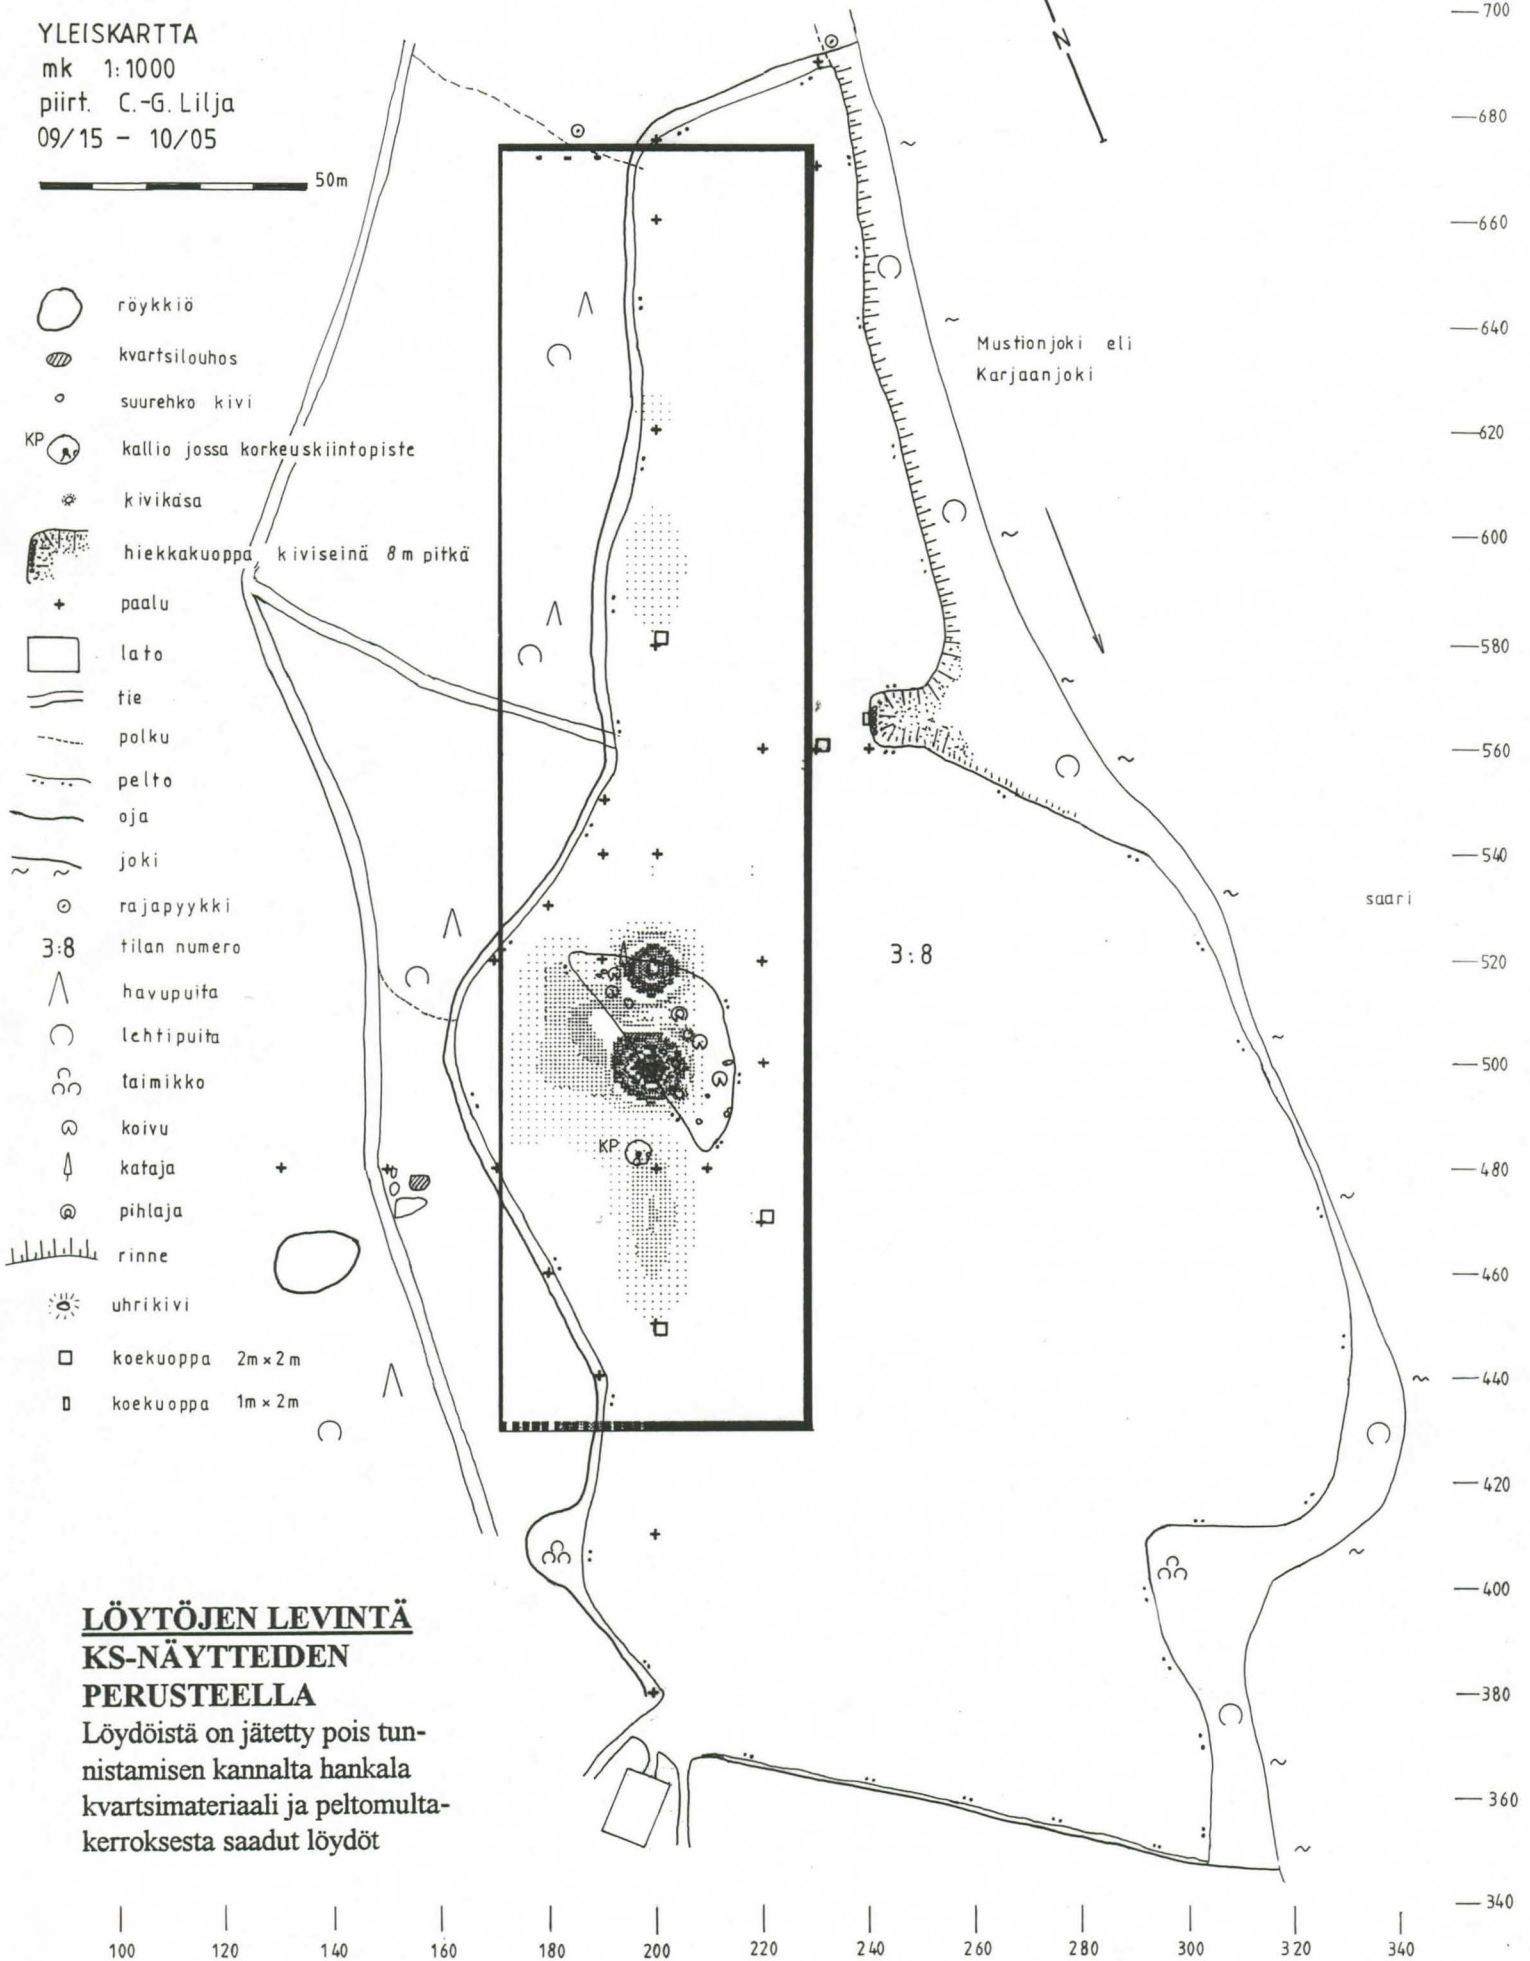 YLEISKARTTA
mk 1:1000
piirt. C.-G. Lilja
09/15 - 10/05
50m
röykkiö
kvartsilouhos
suurehko kivi
KP kallio jossa korkeuskiintopiste
kivikasa
hiekkakuoppa kiviseinä 8 m pitkä
paalu
lato
tie
polku
pelto
oja
joki
rajapyykki
3:8 tilan numero
havupuita
lehtipuita
taimikko
koivu
kataja
pihlaja
rinne
uhrikivi
koekuoppa 2m×2m
koekuoppa 1m×2m
N
Mustionjoki eli
Karjaanjoki
saari
3:8
KP
LÖYTÖJEN LEVINTÄ
KS-NÄYTTEIDEN
PERUSTEELLA
Löydöistä on jätetty pois tun-
nistamisen kannalta hankala
kvartsimateriaali ja peltomulta-
kerroksesta saadut löydöt
700
680
660
640
620
600
580
560
540
520
500
480
460
440
420
400
380
360
340
100 120 140 160 180 200 220 240 260 280 300 320 340